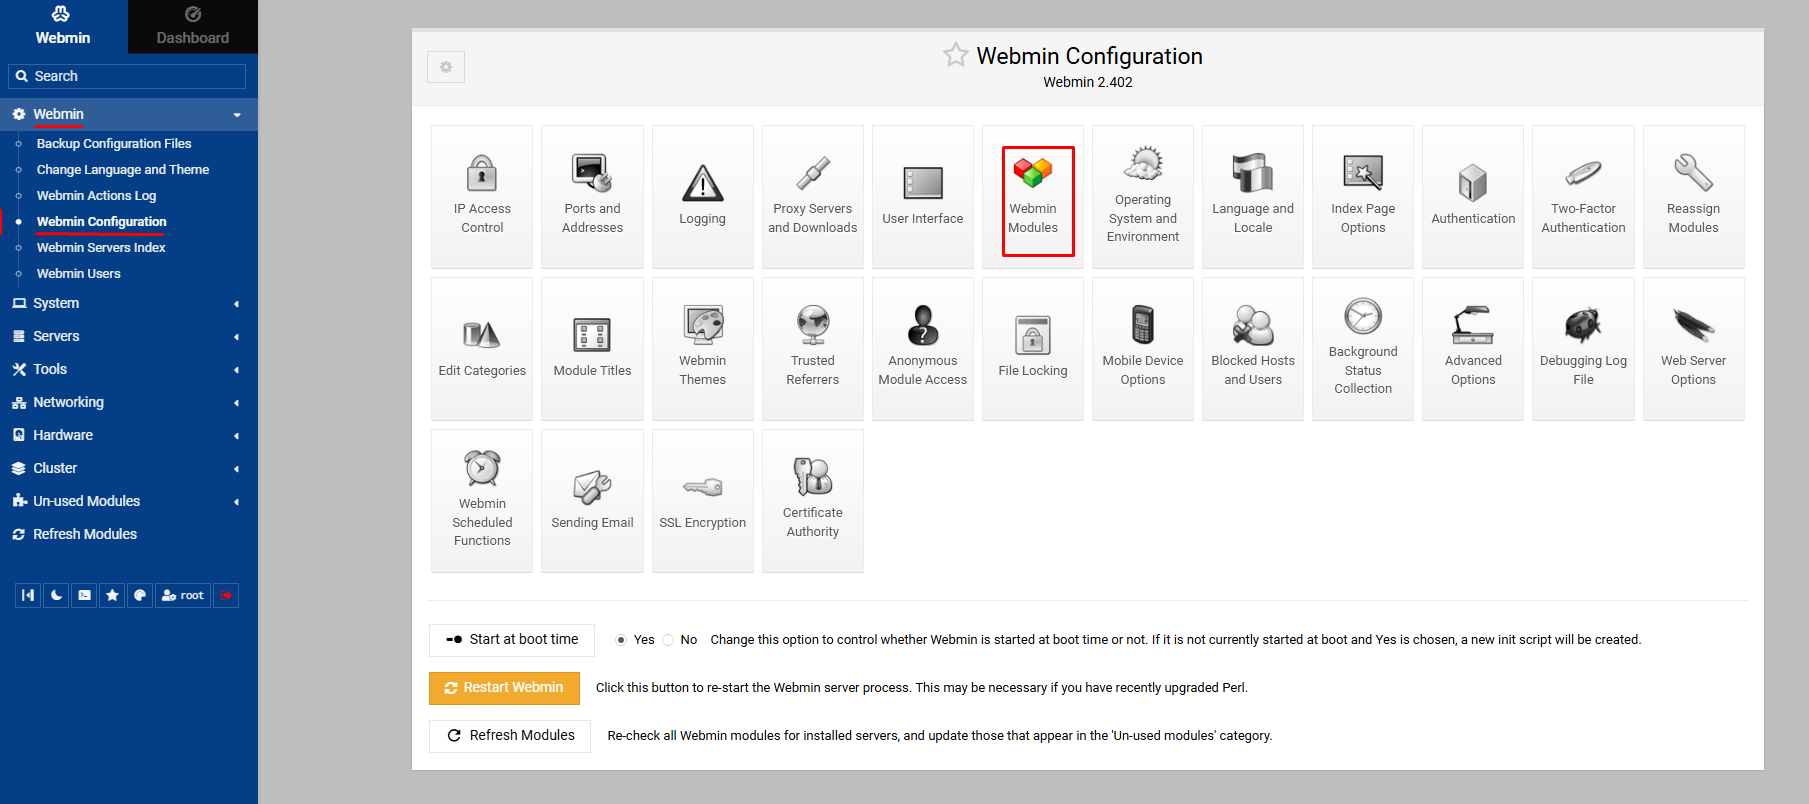 Webmin
Dashboard
Search
Webmin
Backup Configuration Files
Change Language and Theme
Webmin Actions Log
Webmin Configuration
Webmin Servers Index
Webmin Users
System
Servers
Tools
Networking
Hardware
Cluster
Un-used Modules
Refresh Modules
root
Webmin Configuration
Webmin 2.402
IP Access
Control
Ports and
Addresses
Logging
Proxy Servers
and Downloads
User Interface
Webmin
Modules
Operating
System and
Environment
Language and
Locale
Index Page
Options
Authentication
Two-Factor
Authentication
Reassign
Modules
Edit Categories
Module Titles
Webmin
Themes
Trusted
Referrers
Anonymous
Module Access
File Locking
Mobile Device
Options
Blocked Hosts
and Users
Background
Status
Collection
Advanced
Options
Debugging Log
File
Web Server
Options
Webmin
Scheduled
Functions
Sending Email
SSL Encryption
Certificate
Authority
Start at boot time
Yes No Change this option to control whether Webmin is started at boot time or not. If it is not currently started at boot and Yes is chosen, a new init script will be created.
Restart Webmin
Click this button to re-start the Webmin server process. This may be necessary if you have recently upgraded Perl.
Refresh Modules
Re-check all Webmin modules for installed servers, and update those that appear in the 'Un-used modules' category.